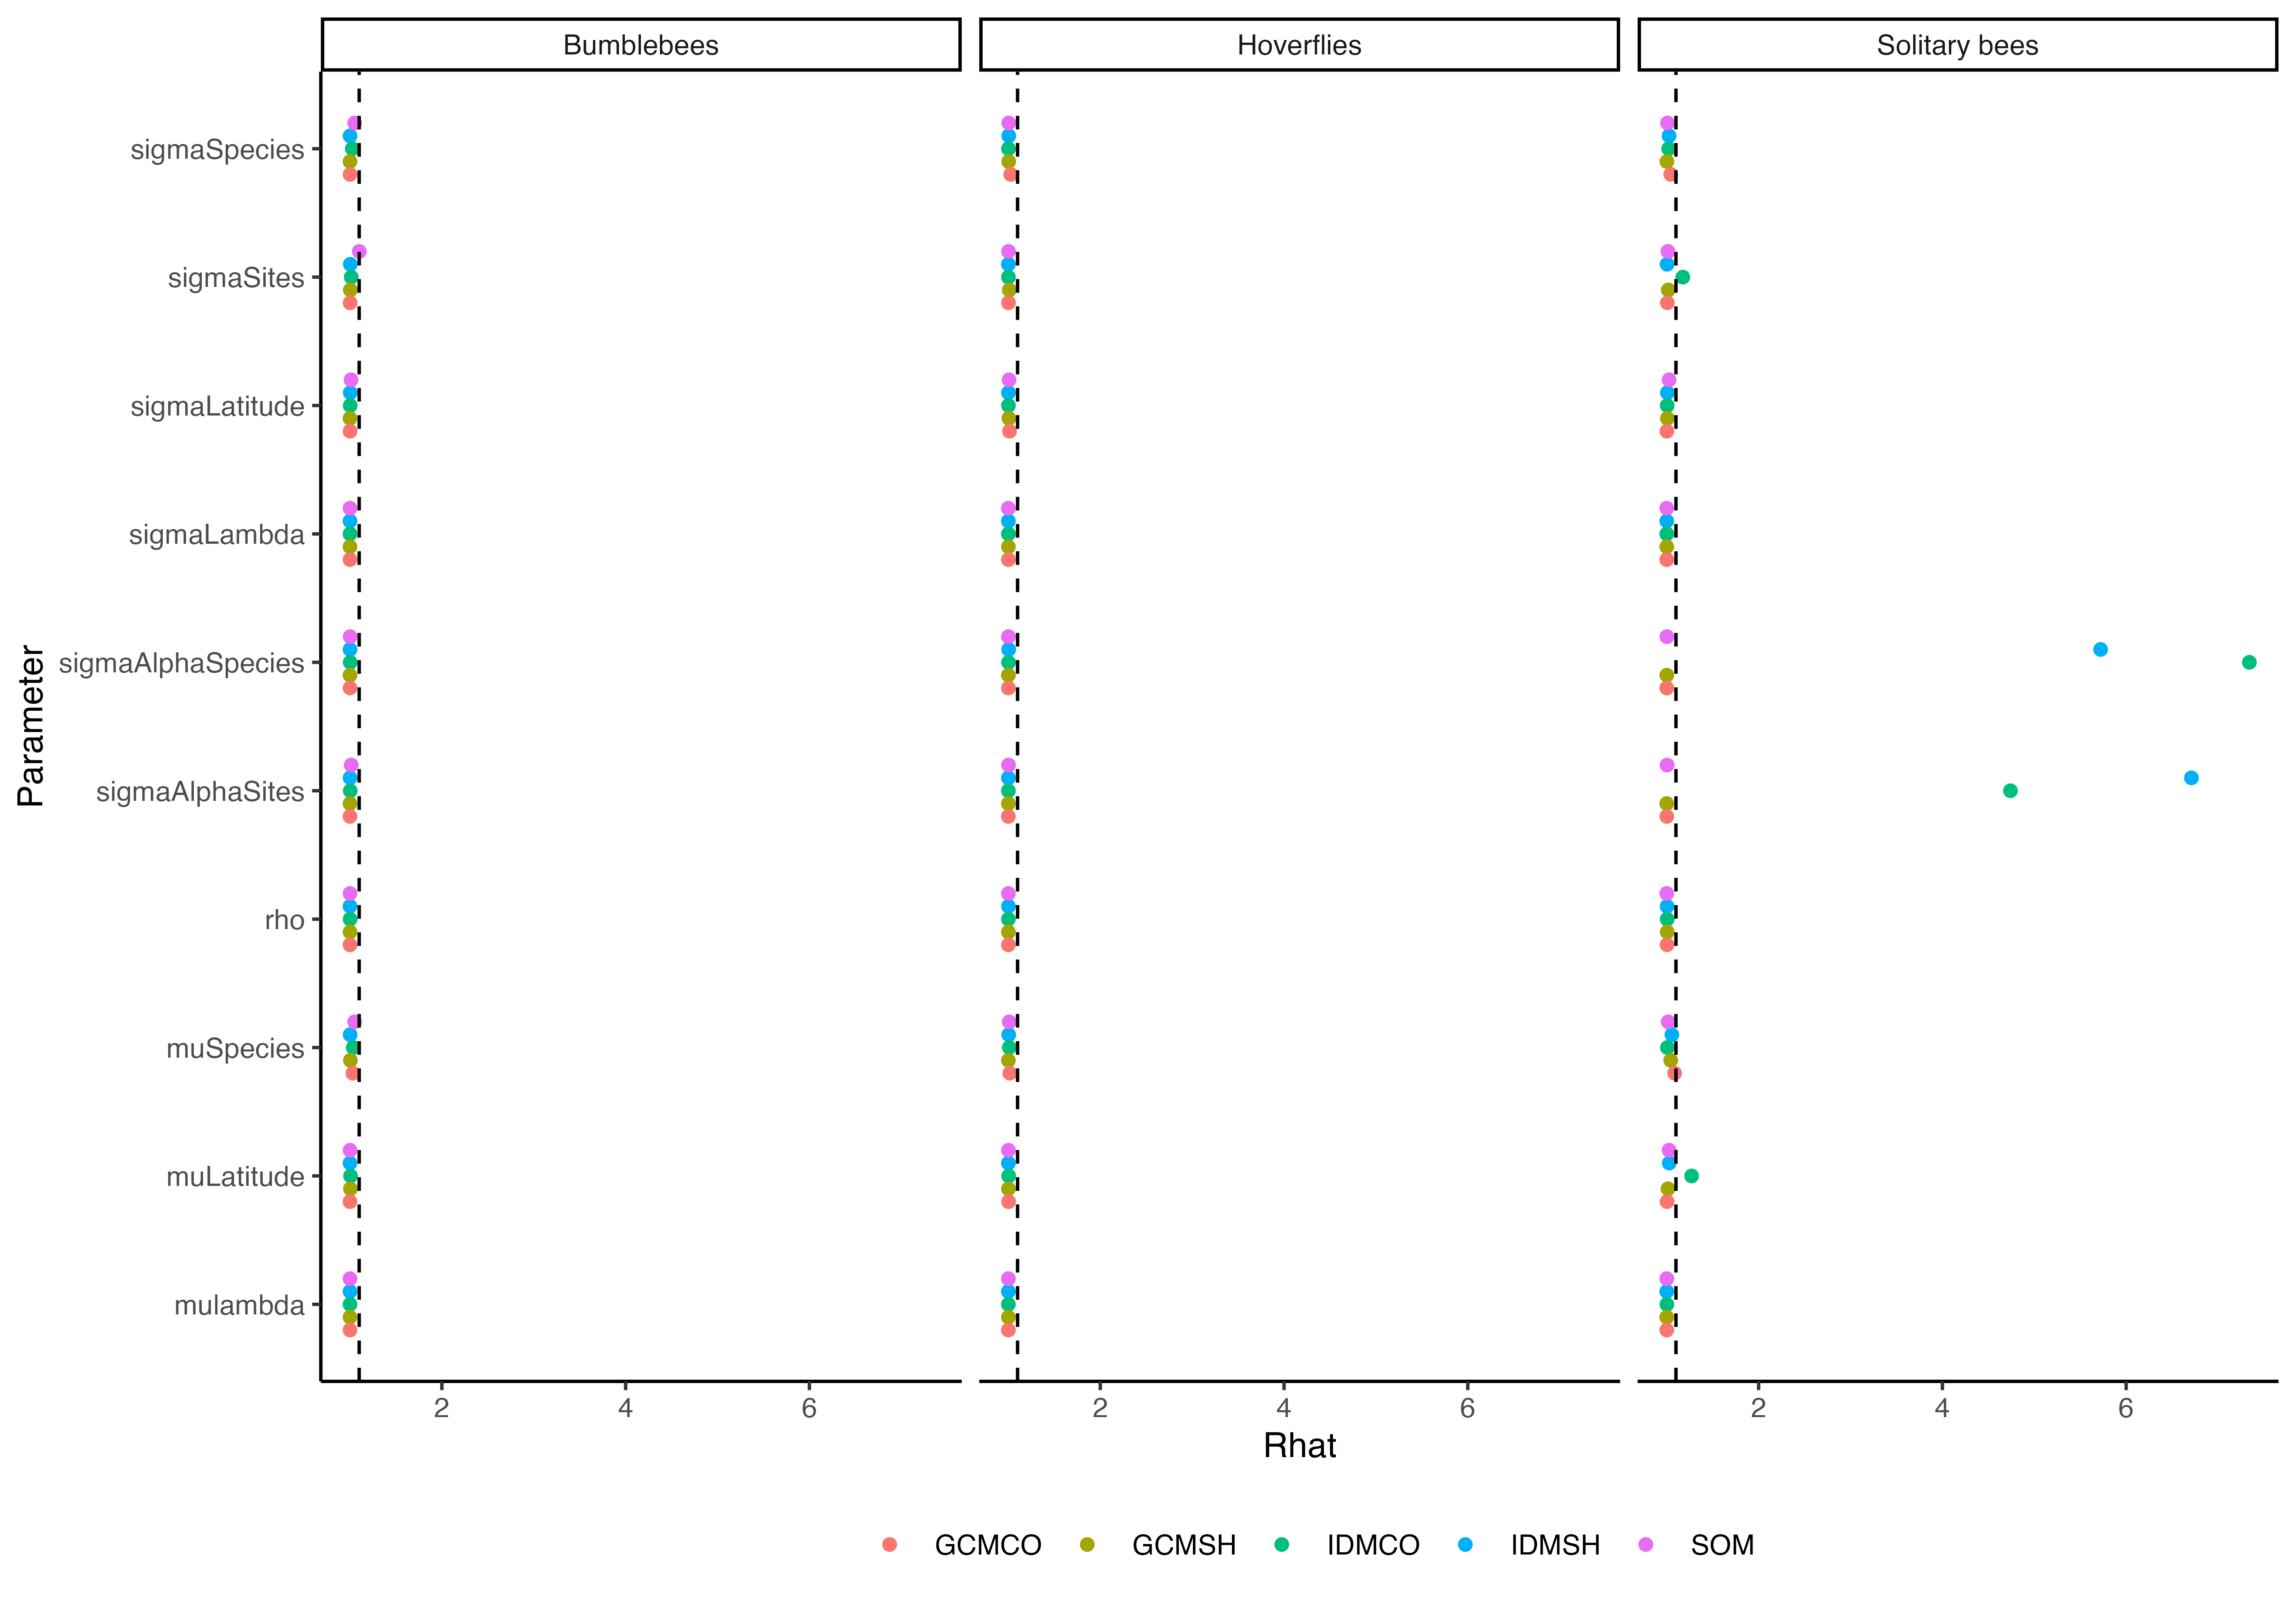 Bumblebees Hoverflies Solitary bees
Parameter
sigmaSpecies
sigmaSites
sigmaLatitude
sigmaLambda
sigmaAlphaSpecies
sigmaAlphaSites
rho
muSpecies
muLatitude
mulambda
2 4 6 2 4 6 2 4 6
Rhat
GCMCO GCMSH IDMCO IDMSH SOM